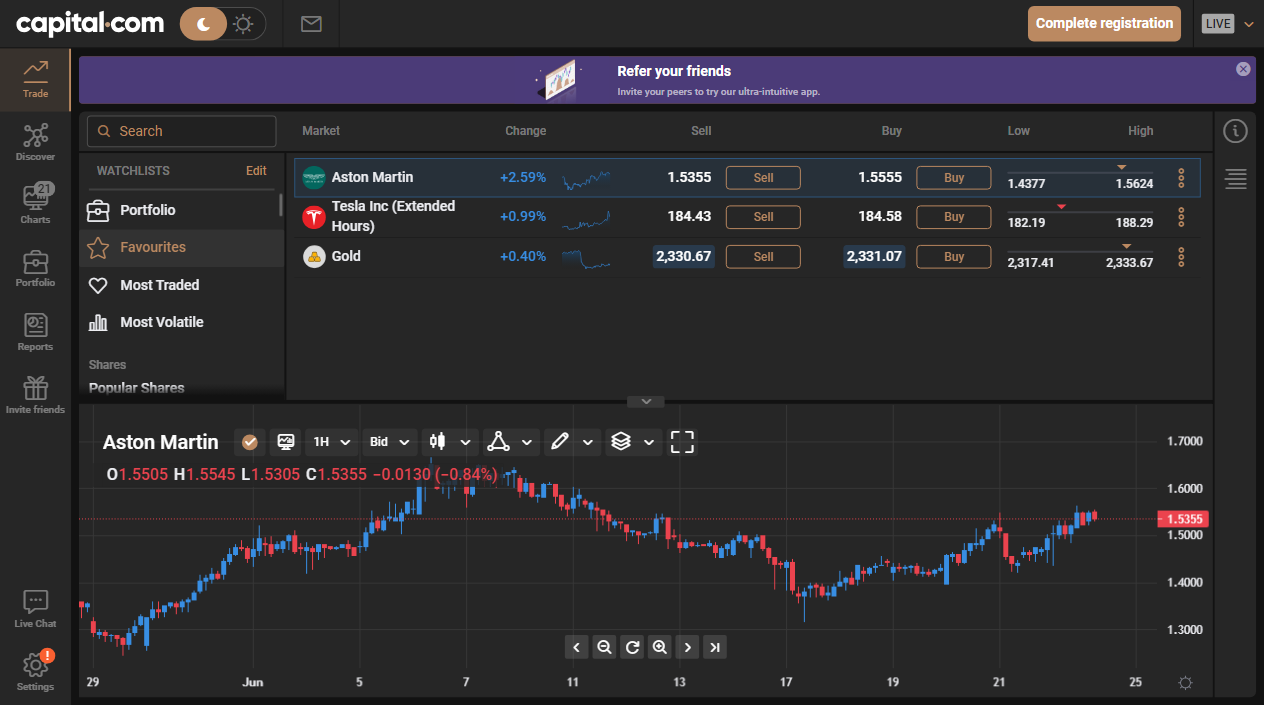 capital.com
Complete registration
LIVE
Trade
Discover
21
Charts
Portfolio
Reports
Invite friends
Live Chat
!
Settings
Refer your friends
Invite your peers to try our ultra-intuitive app.
Search
WATCHLISTS Edit
Portfolio
Favourites
Most Traded
Most Volatile
Shares
Popular Shares
Market Change Sell Buy Low High
Aston Martin +2.59% 1.5355 Sell 1.5555 Buy 1.4377 1.5624
Tesla Inc (Extended
Hours) +0.99% 184.43 Sell 184.58 Buy 182.19 188.29
Gold +0.40% 2,330.67 Sell 2,331.07 Buy 2,317.41 2,333.67
Aston Martin 1H Bid
O1.5505 H1.5545 L1.5305 C1.5355 −0.0130 (−0.84%)
1.7000
1.6000
1.5355
1.5000
1.4000
1.3000
29 Jun 5 7 11 13 17 19 21 25